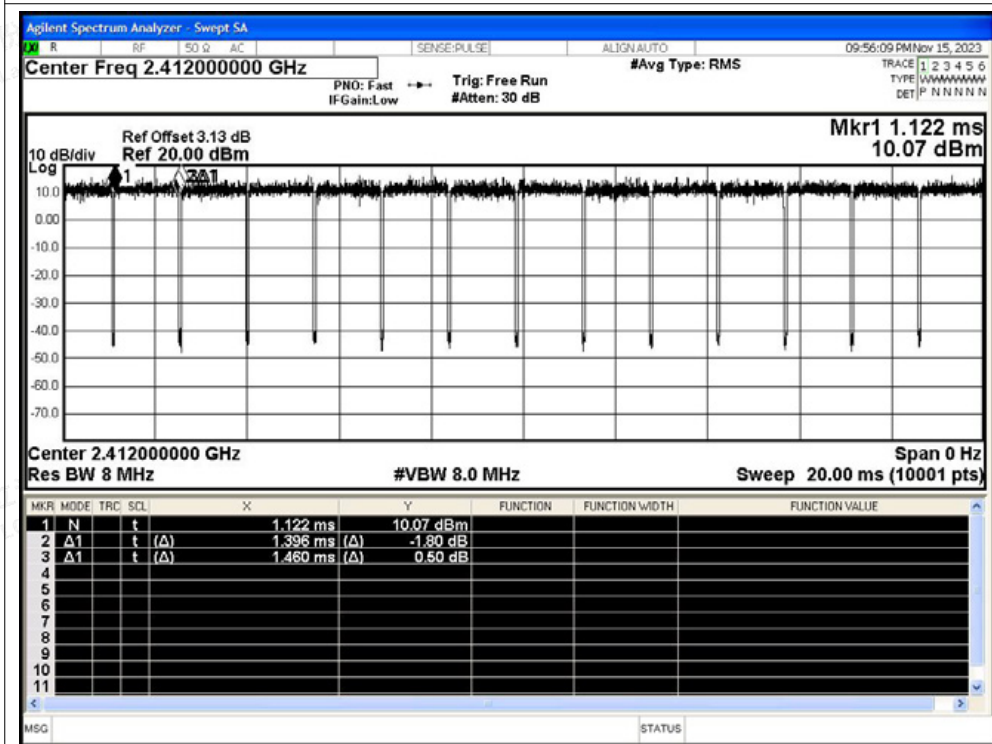 Agilent Spectrum Analyzer - Swept SA
LXI R RF 50 Ω AC SENSE:PULSE ALIGN AUTO 09:56:09 PM Nov 15, 2023
Center Freq 2.412000000 GHz #Avg Type: RMS TRACE 1 2 3 4 5 6
PNO: Fast Trig: Free Run TYPE WWWWWW
IFGain:Low #Atten: 30 dB DET P N N N N N
Mkr1 1.122 ms
Ref Offset 3.13 dB
10 dB/div Ref 20.00 dBm 10.07 dBm
Log
1 3Δ1
10.0
0.00
-10.0
-20.0
-30.0
-40.0
-50.0
-60.0
-70.0
Center 2.412000000 GHz Span 0 Hz
Res BW 8 MHz #VBW 8.0 MHz Sweep 20.00 ms (10001 pts)
MKR MODE TRC SCL X Y FUNCTION FUNCTION WIDTH FUNCTION VALUE
1 N t 1.122 ms 10.07 dBm
2 Δ1 t (Δ) 1.396 ms (Δ) -1.80 dB
3 Δ1 t (Δ) 1.460 ms (Δ) 0.50 dB
4
5
6
7
8
9
10
11
MSG STATUS